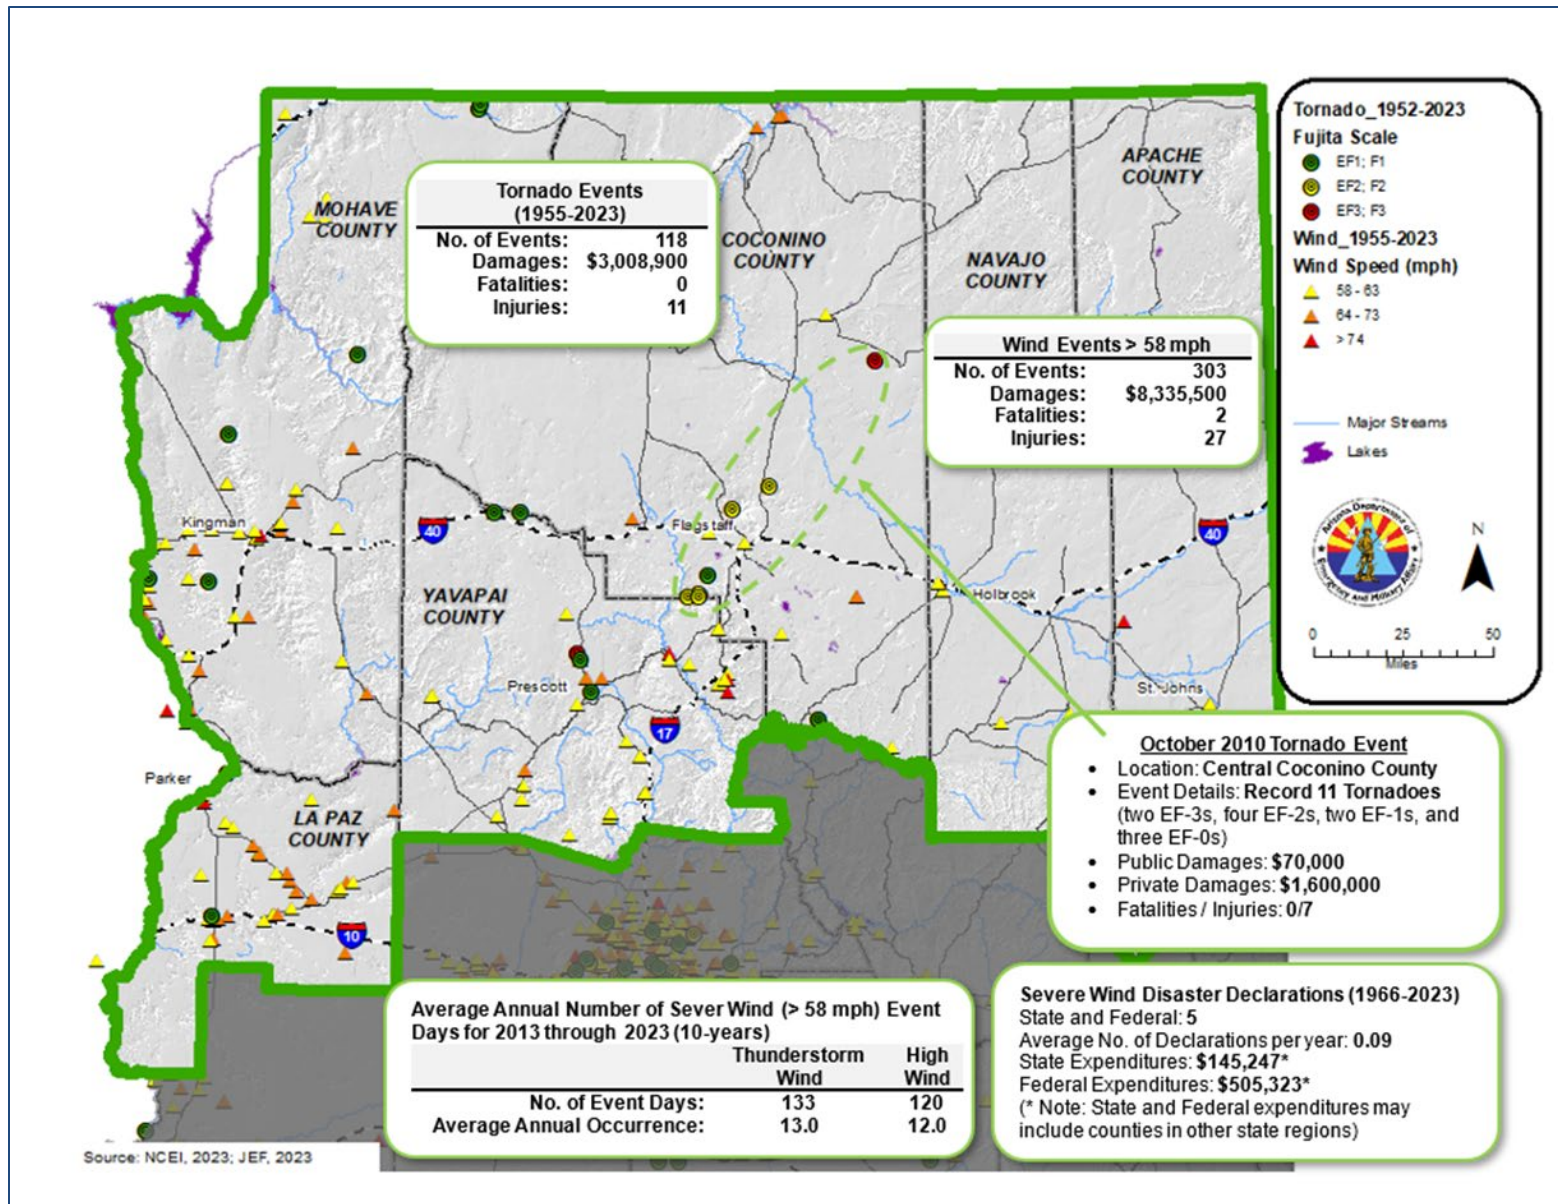 Tornado_1952-2023
Fujita Scale
EF1; F1
EF2; F2
EF3; F3
Wind_1955-2023
Wind Speed (mph)
58 - 63
64 - 73
> 74
Major Streams
Lakes
Arizona Department of
Emergency and Military Affairs
N
0 25 50
Miles
MOHAVE
COUNTY
Tornado Events
(1955-2023)
No. of Events: 118
Damages: $3,008,900
Fatalities: 0
Injuries: 11
COCONINO
COUNTY
NAVAJO
COUNTY
APACHE
COUNTY
Wind Events > 58 mph
No. of Events: 303
Damages: $8,335,500
Fatalities: 2
Injuries: 27
Kingman
40
Flagstaff
40
YAVAPAI
COUNTY
Holbrook
Prescott
St. Johns
17
Parker
LA PAZ
COUNTY
10
October 2010 Tornado Event
• Location: Central Coconino County
• Event Details: Record 11 Tornadoes
(two EF-3s, four EF-2s, two EF-1s, and
three EF-0s)
• Public Damages: $70,000
• Private Damages: $1,600,000
• Fatalities / Injuries: 0/7
Average Annual Number of Sever Wind (> 58 mph) Event
Days for 2013 through 2023 (10-years)
Thunderstorm High
Wind Wind
No. of Event Days: 133 120
Average Annual Occurrence: 13.0 12.0
Severe Wind Disaster Declarations (1966-2023)
State and Federal: 5
Average No. of Declarations per year: 0.09
State Expenditures: $145,247*
Federal Expenditures: $505,323*
(* Note: State and Federal expenditures may
include counties in other state regions)
Source: NCEI, 2023; JEF, 2023